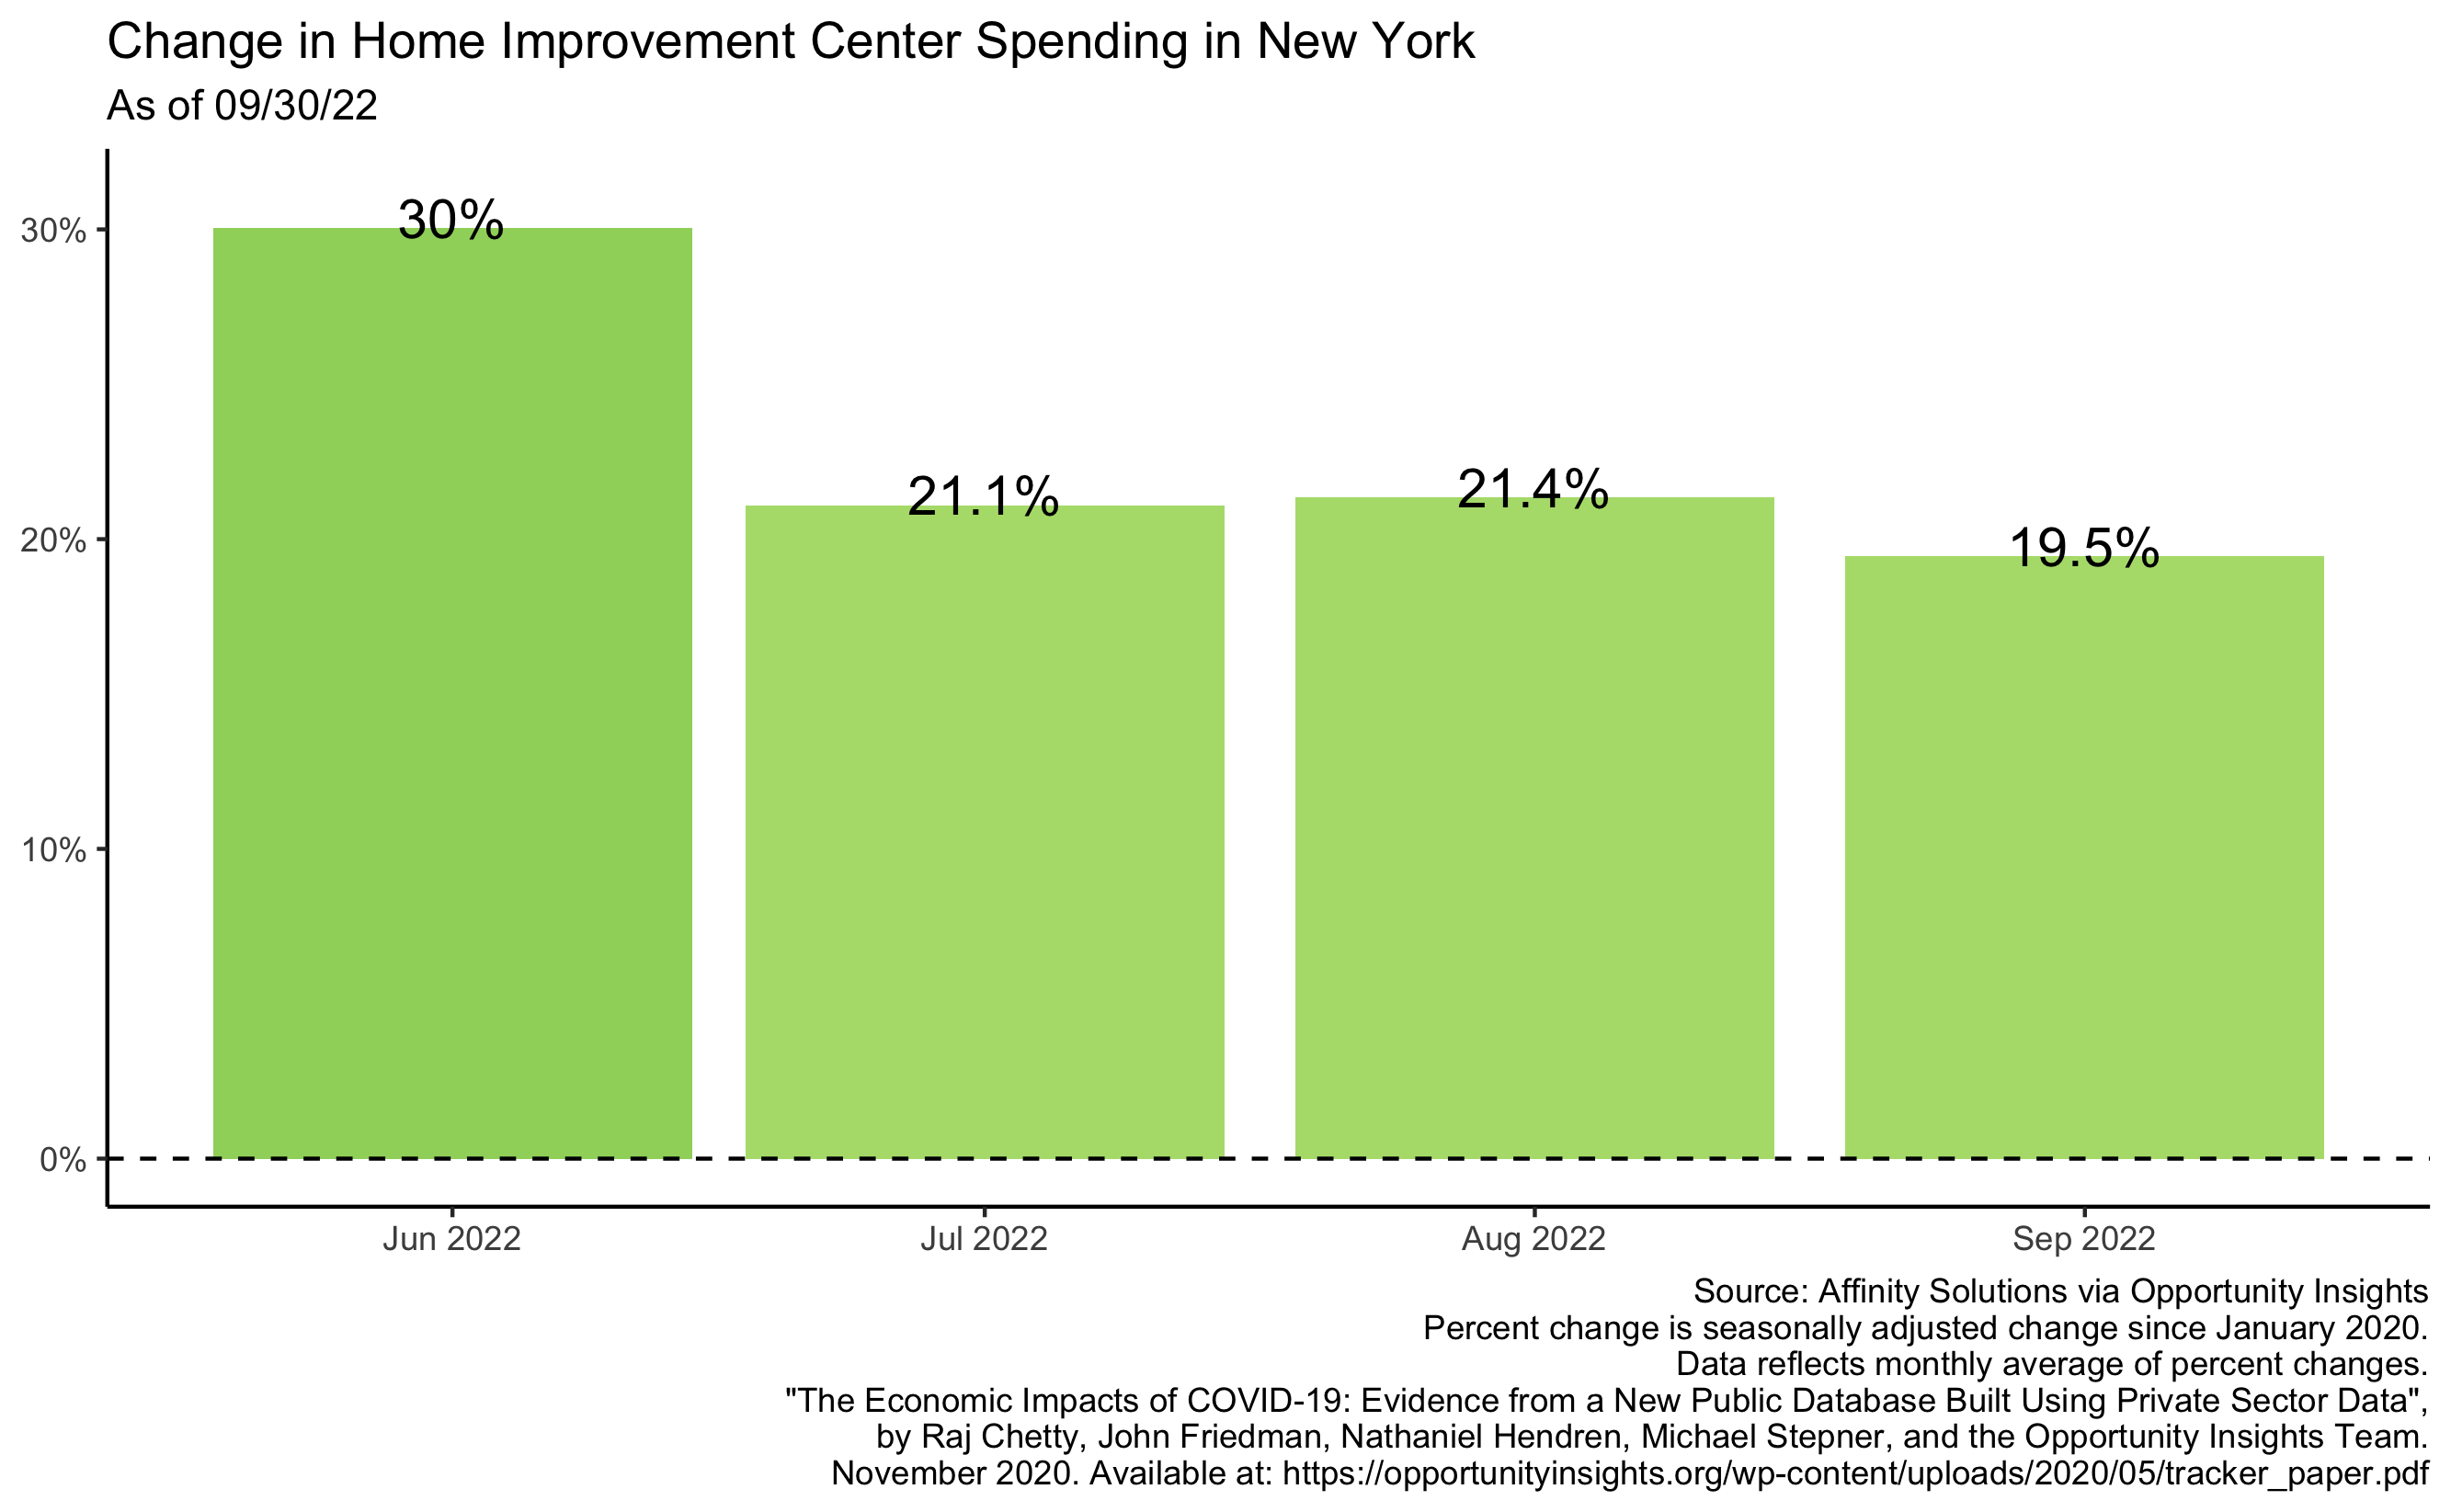 Change in Home Improvement Center Spending in New York
As of 09/30/22
30%
20%
10%
0%
30%
21.1%
21.4%
19.5%
Jun 2022
Jul 2022
Aug 2022
Sep 2022
Source: Affinity Solutions via Opportunity Insights
Percent change is seasonally adjusted change since January 2020.
Data reflects monthly average of percent changes.
"The Economic Impacts of COVID-19: Evidence from a New Public Database Built Using Private Sector Data",
by Raj Chetty, John Friedman, Nathaniel Hendren, Michael Stepner, and the Opportunity Insights Team.
November 2020. Available at: https://opportunityinsights.org/wp-content/uploads/2020/05/tracker_paper.pdf